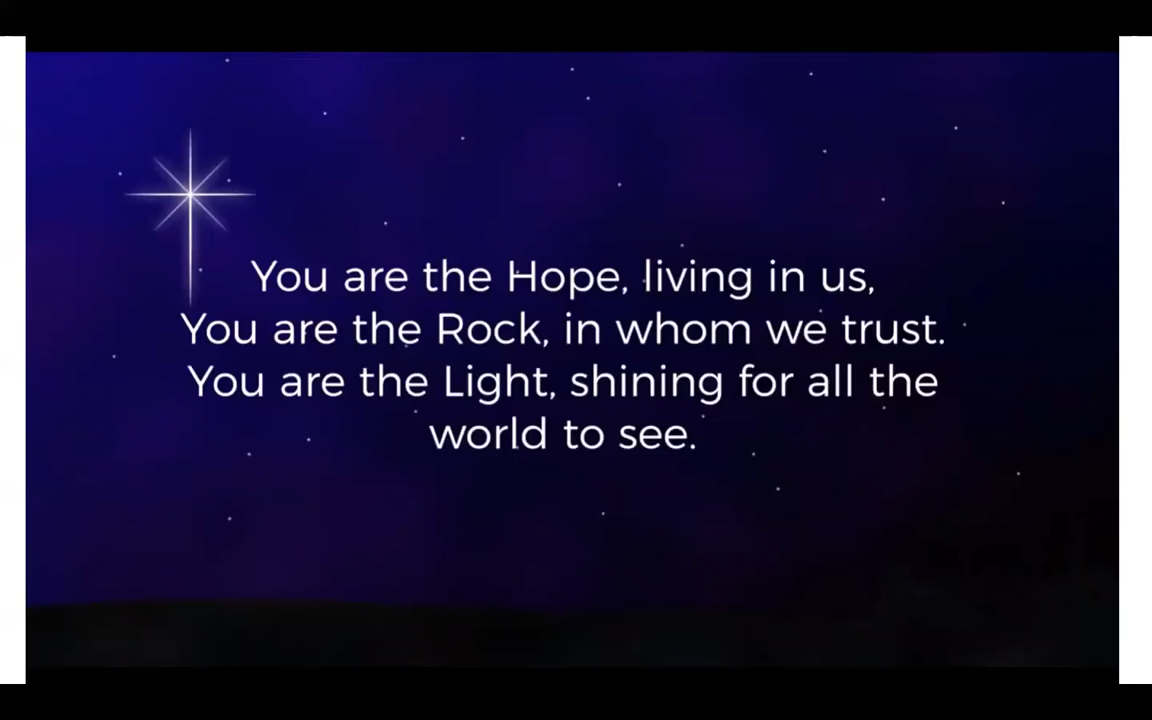 You are the Hope, living in us,
You are the Rock, in whom we trust.
You are the Light, shining for all the
world to see.